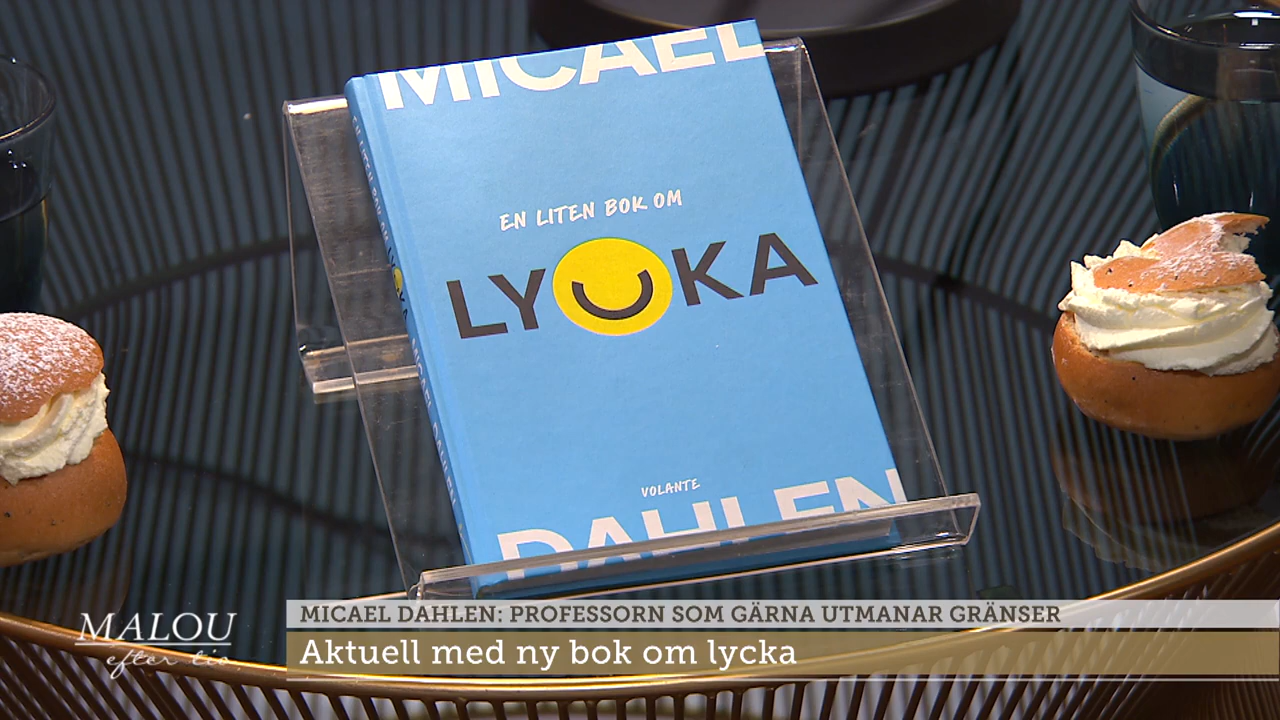 MICAEL
EN LITEN BOK OM
LYCKA
VOLANTE
DAHLEN
MALOU
efter tio
MICAEL DAHLEN: PROFESSORN SOM GÄRNA UTMANAR GRÄNSER
Aktuell med ny bok om lycka